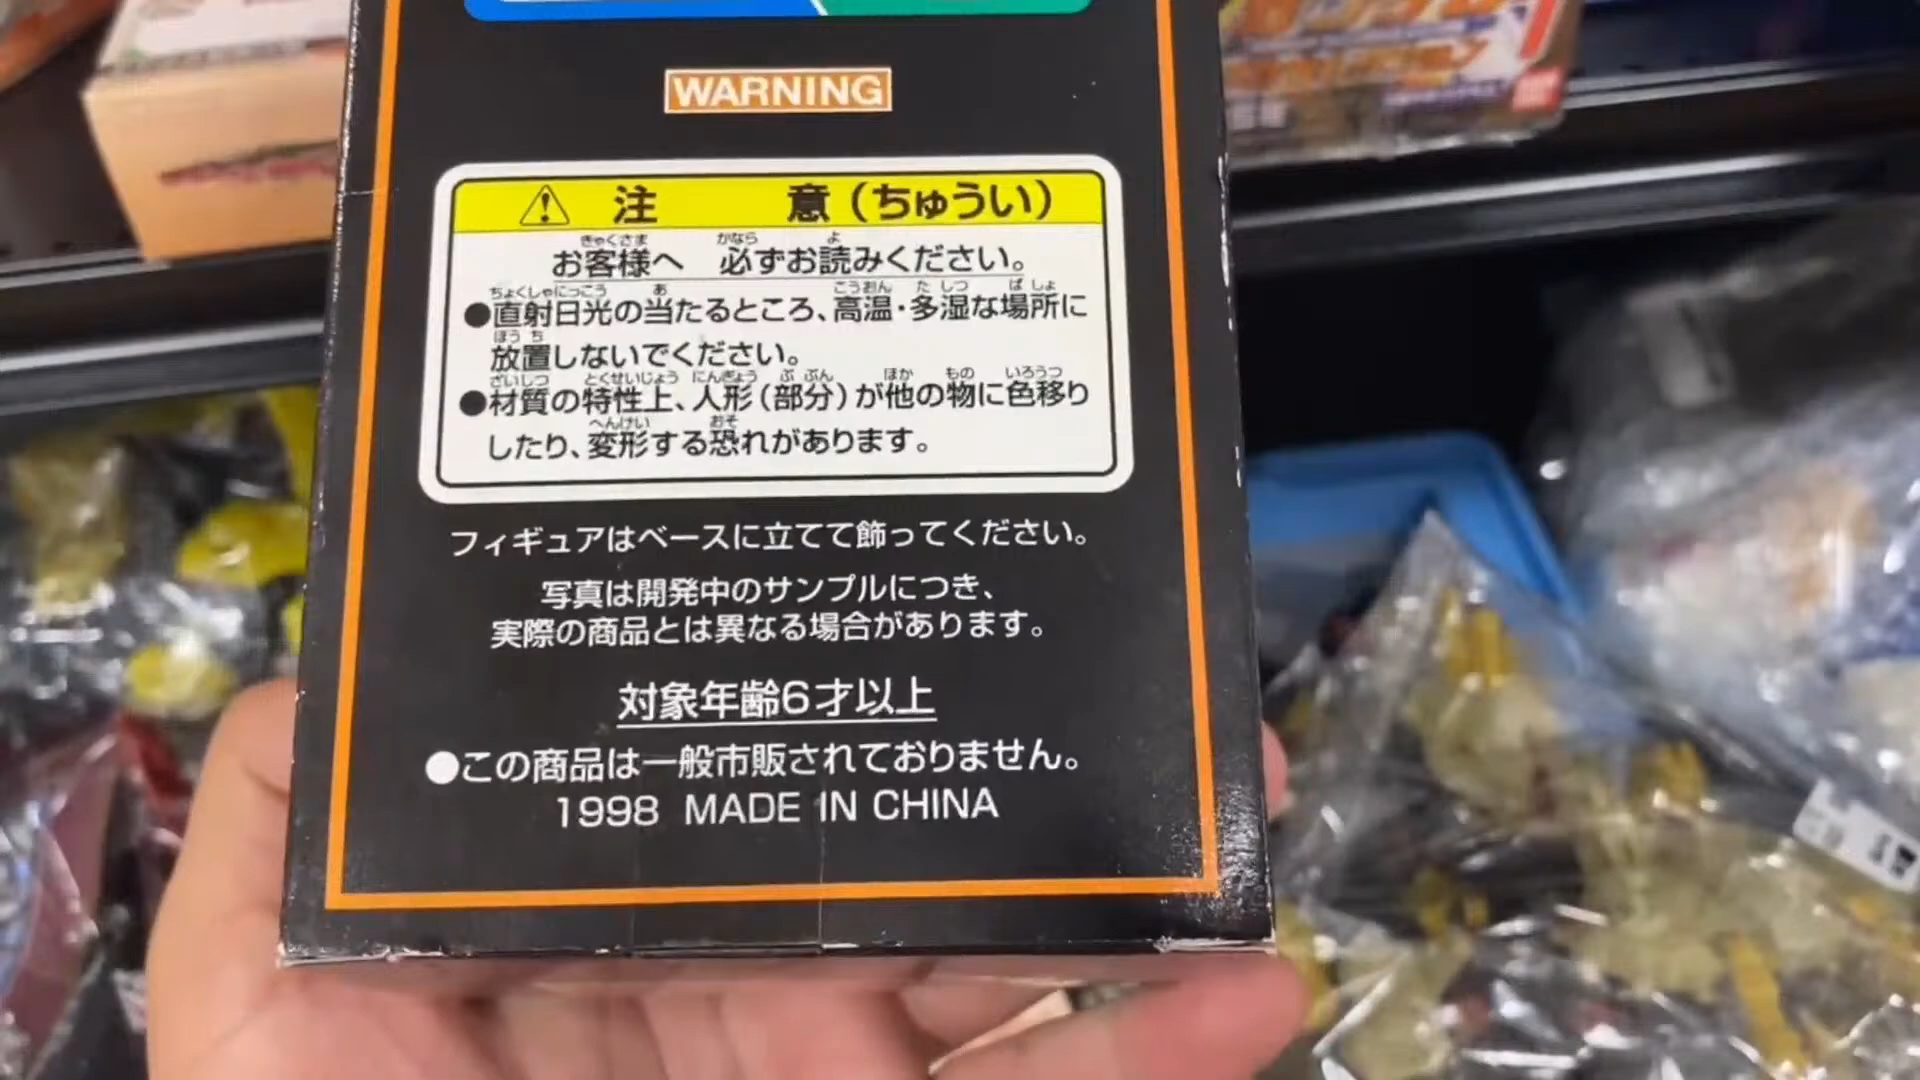 WARNING
注 意（ちゅうい）
お客様へ 必ずお読みください。
●直射日光の当たるところ、高温・多湿な場所に
放置しないでください。
●材質の特性上、人形（部分）が他の物に色移り
したり、変形する恐れがあります。
フィギュアはベースに立てて飾ってください。
写真は開発中のサンプルにつき、
実際の商品とは異なる場合があります。
対象年齢6才以上
●この商品は一般市販されておりません。
1998 MADE IN CHINA